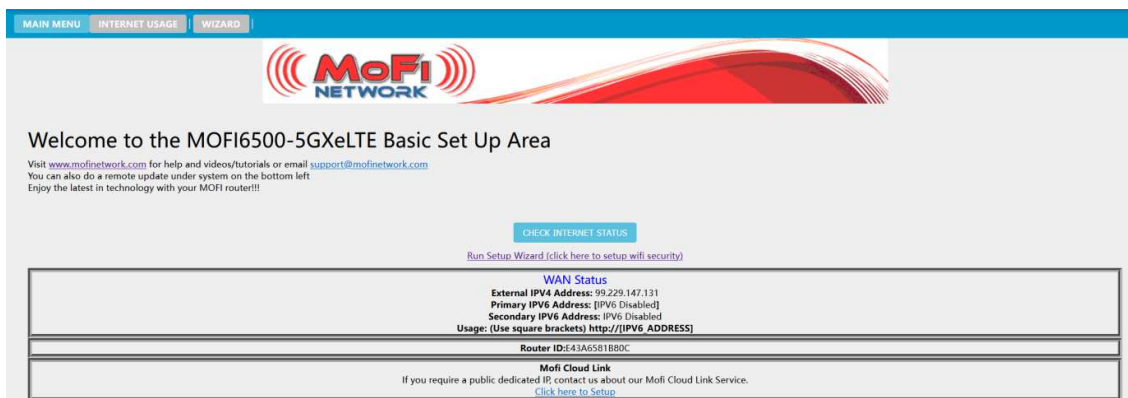 MAIN MENU INTERNET USAGE | WIZARD |
MOFI
NETWORK
Welcome to the MOFI6500-5GXeLTE Basic Set Up Area
Visit www.mofinetwork.com for help and videos/tutorials or email support@mofinetwork.com
You can also do a remote update under system on the bottom left
Enjoy the latest in technology with your MOFI router!!!
CHECK INTERNET STATUS
Run Setup Wizard (click here to setup wifi security)
WAN Status
External IPV4 Address: 99.229.147.131
Primary IPV6 Address: [IPV6 Disabled]
Secondary IPV6 Address: IPV6 Disabled
Usage: (Use square brackets) http://[IPV6_ADDRESS]
Router ID:E43A6581B80C
Mofi Cloud Link
If you require a public dedicated IP, contact us about our Mofi Cloud Link Service.
Click here to Setup